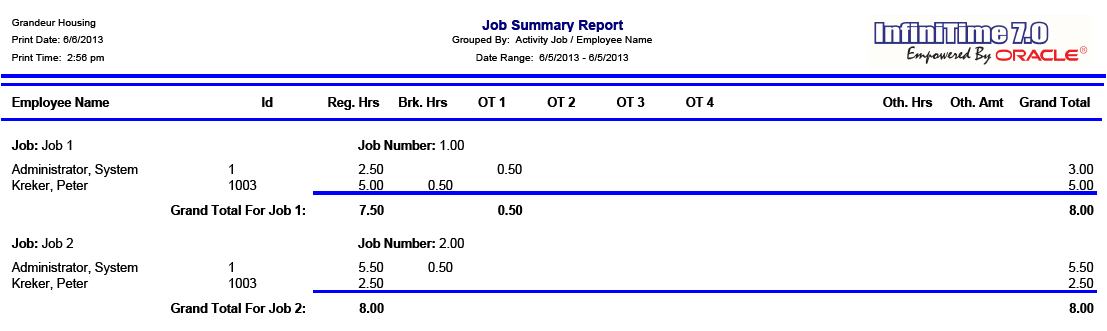 Grandeur Housing
Print Date: 6/6/2013
Print Time: 2:56 pm
Job Summary Report
Grouped By: Activity Job / Employee Name
Date Range: 6/5/2013 - 6/5/2013
InfiniTime 7.0
Empowered By ORACLE®
Employee Name Id Reg. Hrs Brk. Hrs OT 1 OT 2 OT 3 OT 4 Oth. Hrs Oth. Amt Grand Total
Job: Job 1 Job Number: 1.00
Administrator, System 1 2.50 0.50 3.00
Kreker, Peter 1003 5.00 0.50 5.00
Grand Total For Job 1: 7.50 0.50 8.00
Job: Job 2 Job Number: 2.00
Administrator, System 1 5.50 0.50 5.50
Kreker, Peter 1003 2.50 2.50
Grand Total For Job 2: 8.00 8.00